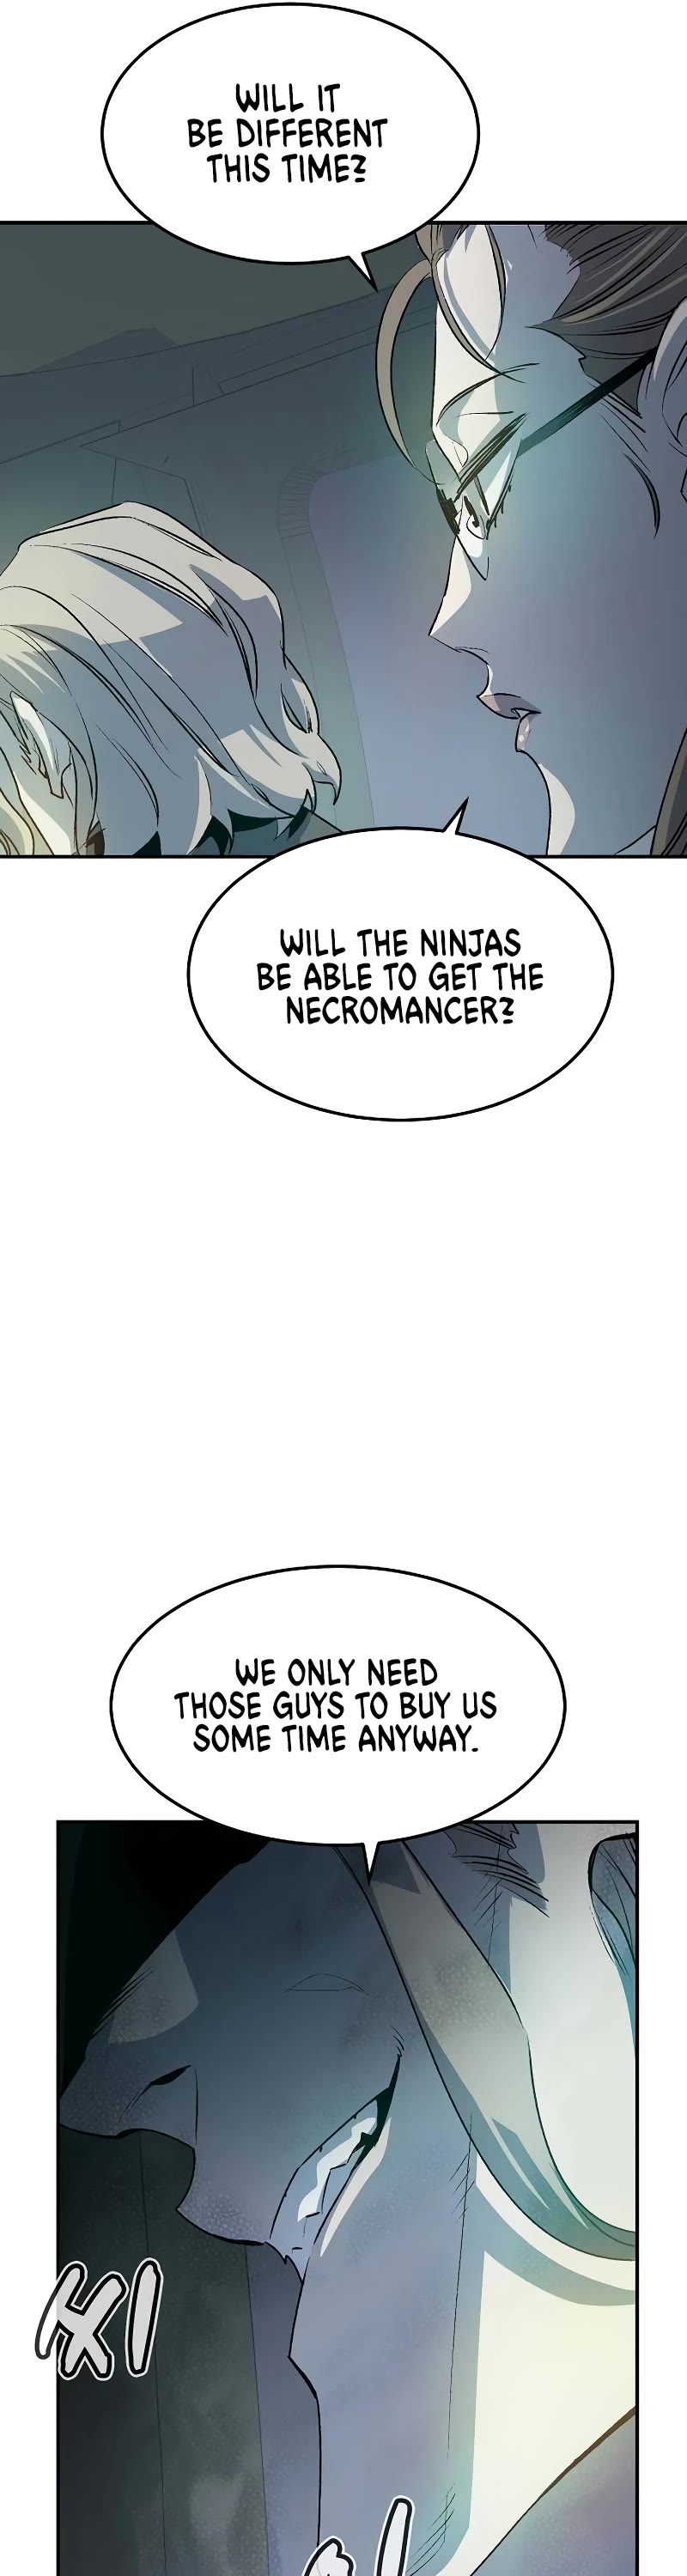 WILL IT
BE DIFFERENT
THIS TIME?
WILL THE NINJAS
BE ABLE TO GET THE
NECROMANCER?
WE ONLY NEED
THOSE GUYS TO BUY US
SOME TIME ANYWAY.